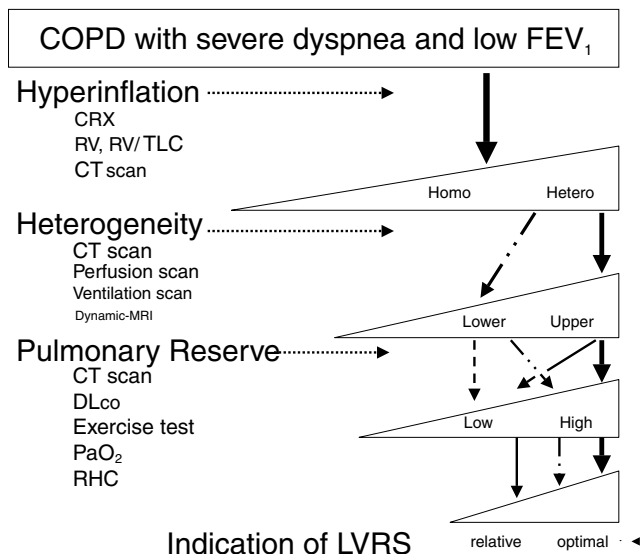 COPD with severe dyspnea and low FEV₁
Hyperinflation
CRX
RV, RV/TLC
CT scan
Homo Hetero
Heterogeneity
CT scan
Perfusion scan
Ventilation scan
Dynamic-MRI
Lower Upper
Pulmonary Reserve
CT scan
DLco
Exercise test
PaO₂
RHC
Low High
Indication of LVRS relative optimal